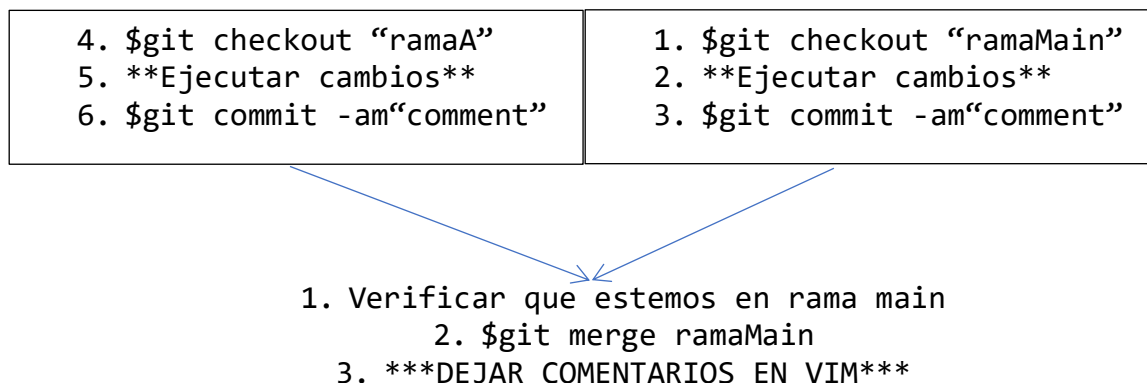 4. $git checkout “ramaA”
5. **Ejecutar cambios**
6. $git commit -am“comment”
1. $git checkout “ramaMain”
2. **Ejecutar cambios**
3. $git commit -am“comment”
1. Verificar que estemos en rama main
2. $git merge ramaMain
3. ***DEJAR COMENTARIOS EN VIM***